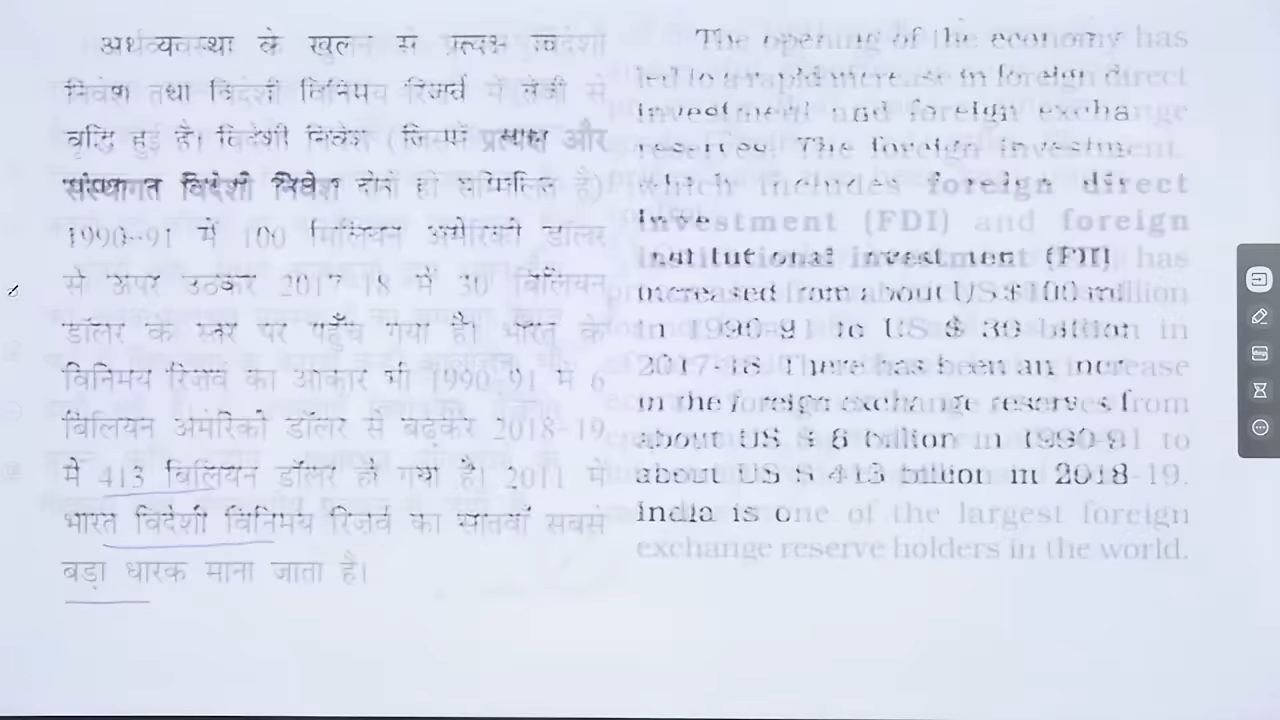 अर्थव्यवस्था के खुलने से प्रत्यक्ष विदेशी
निवेश तथा विदेशी विनिमय रिजर्व में तेजी से
वृद्धि हुई है। विदेशी निवेश (जिसमें प्रत्यक्ष और
संस्थागत विदेशी निवेश दोनों ही सम्मिलित है)
1990-91 में 100 मिलियन अमेरिकी डॉलर
से ऊपर उठकर 2017-18 में 30 बिलियन
डॉलर के स्तर पर पहुँच गया है। भारत के
विनिमय रिजर्व का आकार भी 1990-91 में 6
बिलियन अमेरिकी डॉलर से बढ़कर 2018-19
में 413 बिलियन डॉलर हो गया है। 2011 में
भारत विदेशी विनिमय रिजर्व का सातवाँ सबसे
बड़ा धारक माना जाता है।
The opening of the economy has
led to a rapid increase in foreign direct
investment and foreign exchange
reserves. The foreign investment,
which includes foreign direct
investment (FDI) and foreign
institutional investment (FII), has
increased from about US $100 million
in 1990-91 to US $ 30 billion in
2017-18. There has been an increase
in the foreign exchange reserves from
about US $ 6 billion in 1990-91 to
about US $ 413 billion in 2018-19.
India is one of the largest foreign
exchange reserve holders in the world.